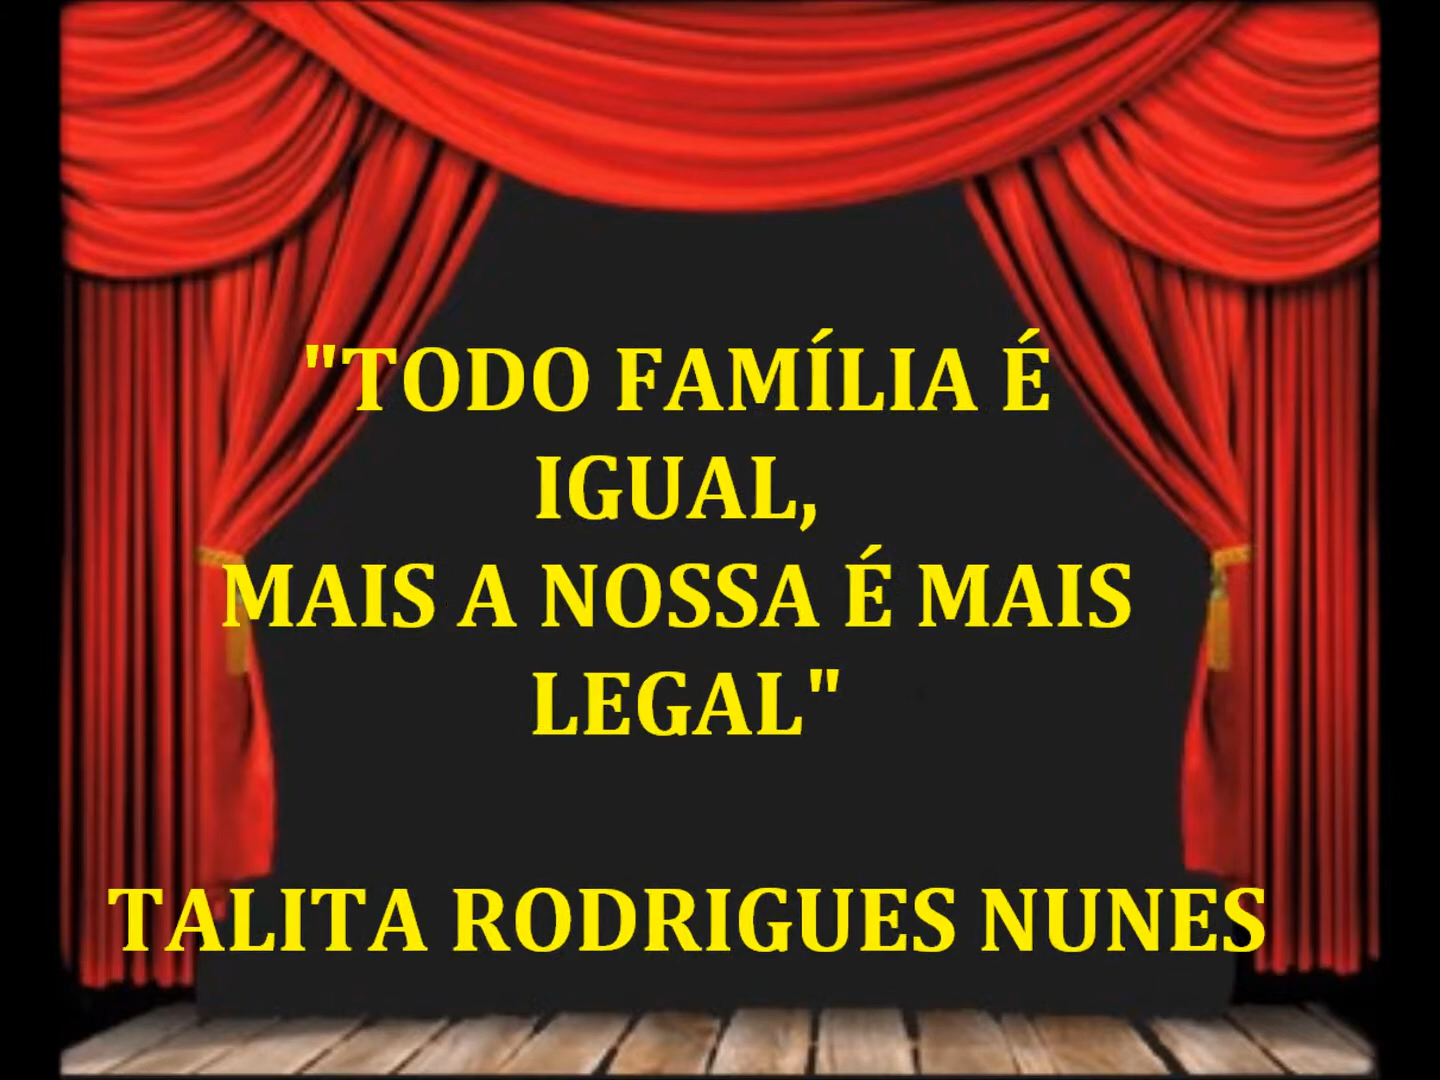 "TODO FAMÍLIA É
IGUAL,
MAIS A NOSSA É MAIS
LEGAL"
TALITA RODRIGUES NUNES